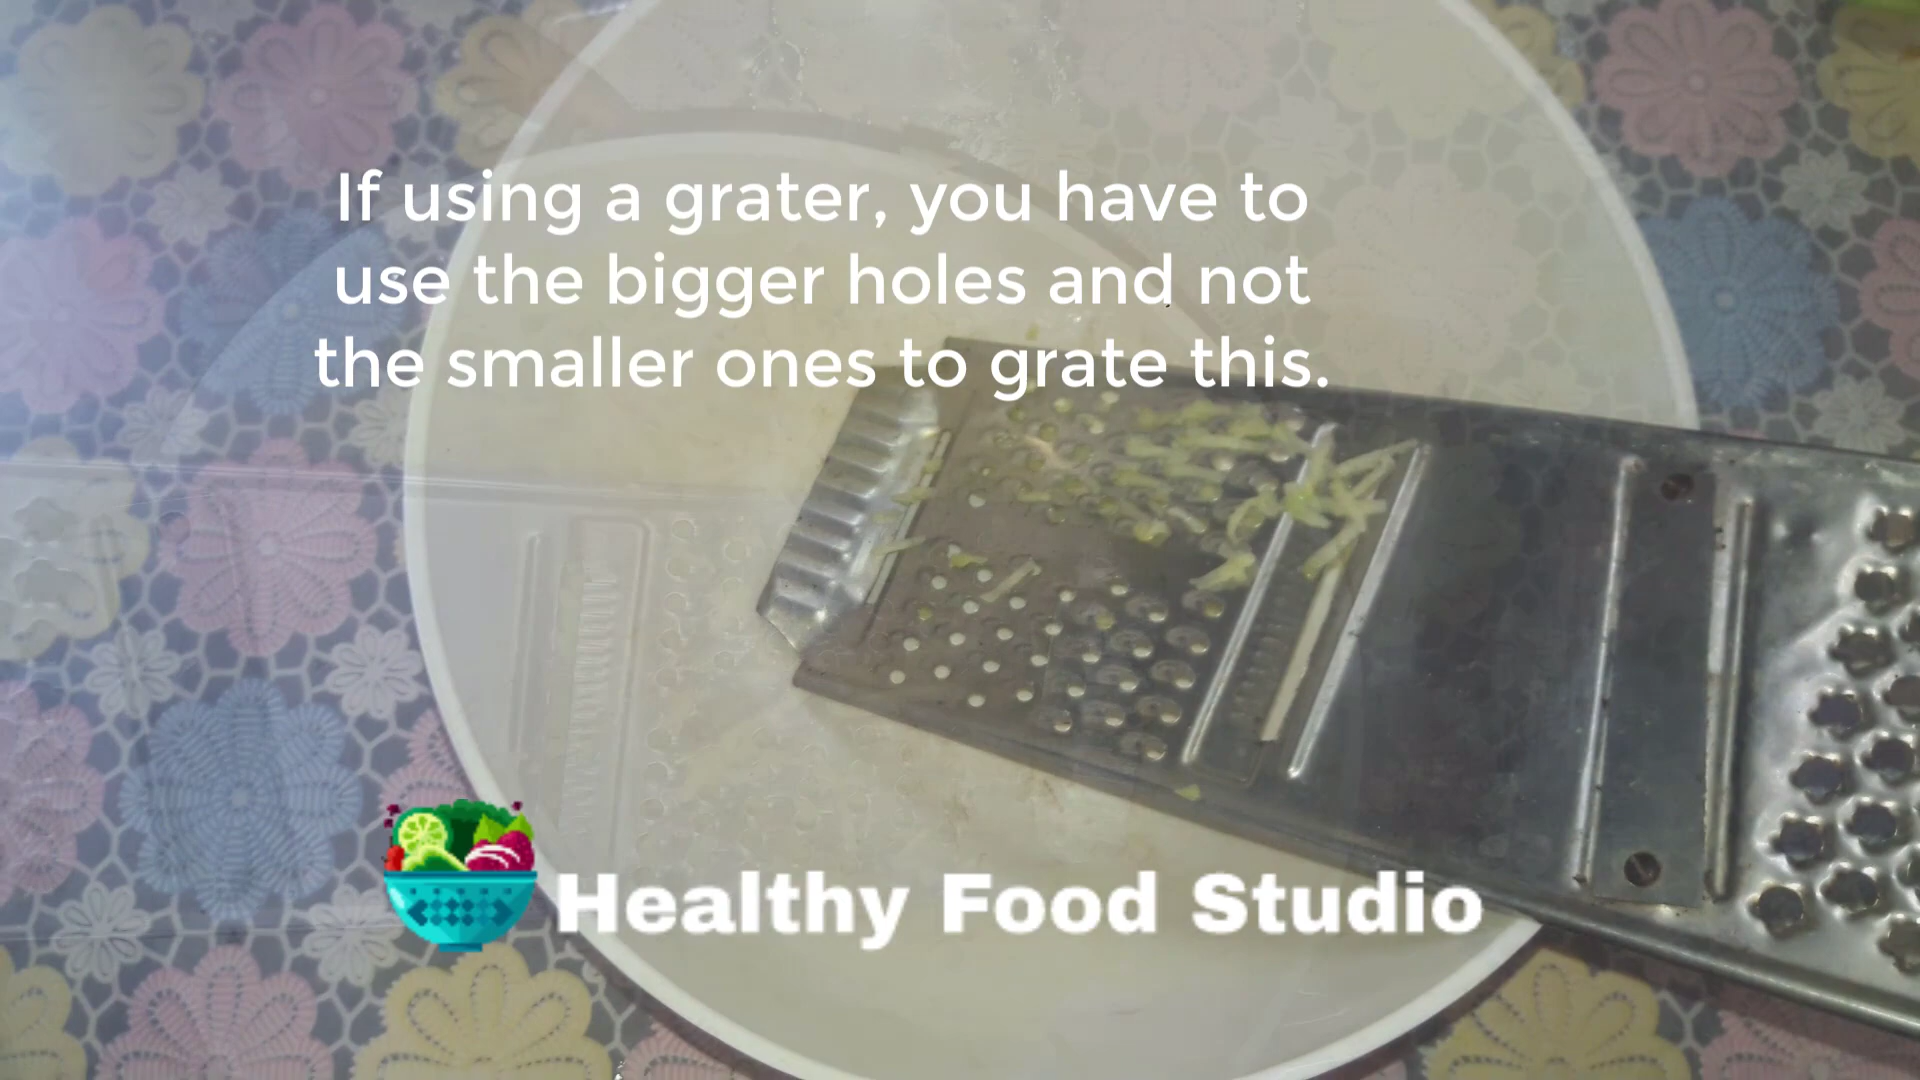 If using a grater, you have to
use the bigger holes and not
the smaller ones to grate this.
Healthy Food Studio